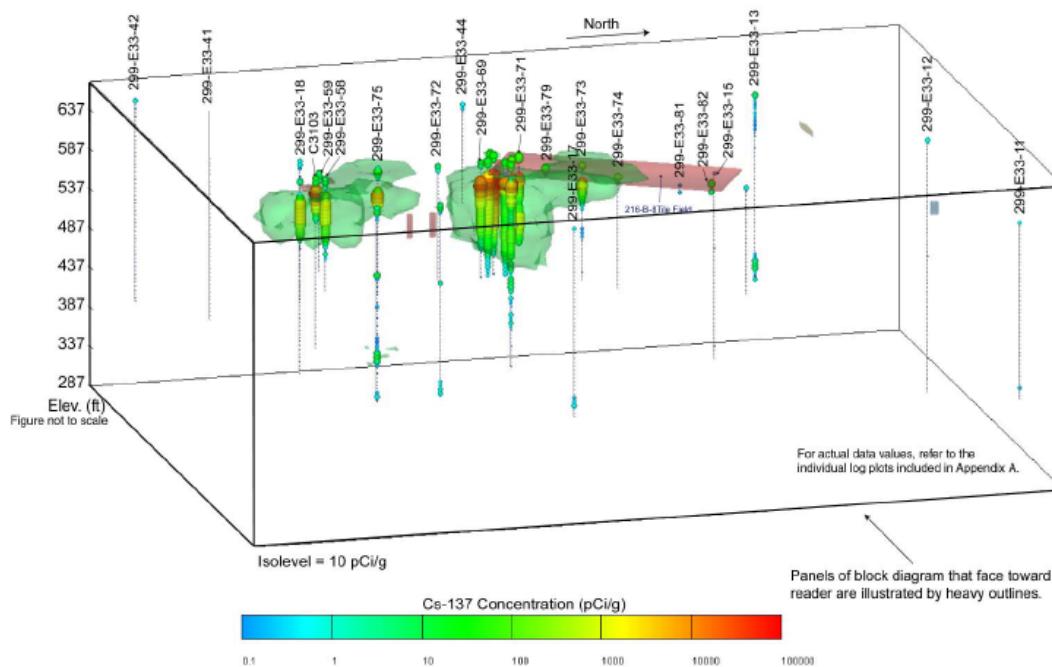 North
299-E33-42
299-E33-41
299-E33-18
C3103
299-E33-59
299-E33-58
299-E33-75
299-E33-72
299-E33-44
299-E33-69
299-E33-71
299-E33-79
299-E33-17
299-E33-73
299-E33-74
299-E33-81
299-E33-82
299-E33-15
299-E33-13
299-E33-12
299-E33-11
637
587
537
487
437
387
337
287
216-B-8Tile Field
Elev. (ft)
Figure not to scale
For actual data values, refer to the
individual log plots included in Appendix A.
Isolevel = 10 pCi/g
Panels of block diagram that face toward
reader are illustrated by heavy outlines.
Cs-137 Concentration (pCi/g)
0.1 1 10 100 1000 10000 100000